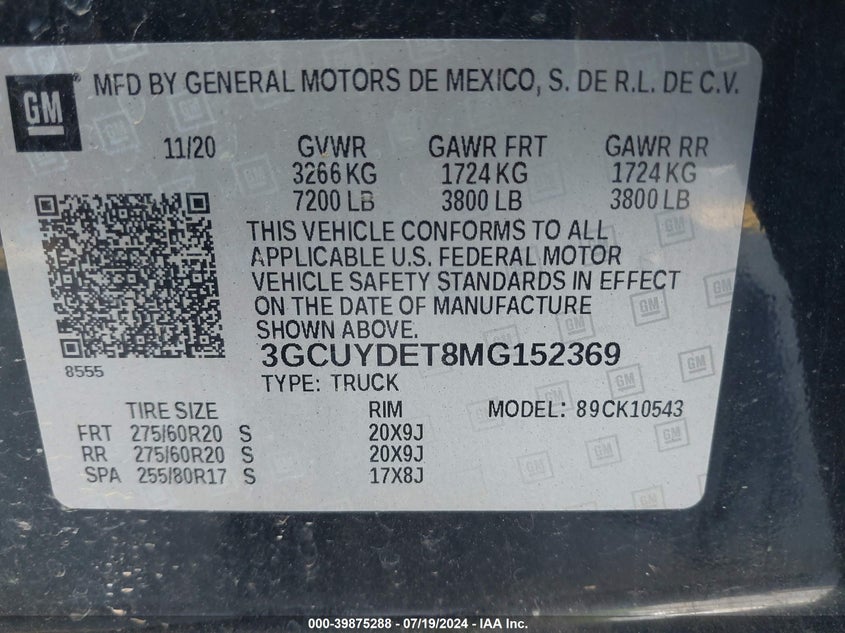 GM
MFD BY GENERAL MOTORS DE MEXICO, S. DE R.L. DE C.V.
11/20 GVWR GAWR FRT GAWR RR
3266 KG 1724 KG 1724 KG
7200 LB 3800 LB 3800 LB
THIS VEHICLE CONFORMS TO ALL
APPLICABLE U.S. FEDERAL MOTOR
VEHICLE SAFETY STANDARDS IN EFFECT
ON THE DATE OF MANUFACTURE
SHOWN ABOVE.
8555
3GCUYDET8MG152369
TYPE: TRUCK
TIRE SIZE RIM MODEL: 89CK10543
FRT 275/60R20 S 20X9J
RR 275/60R20 S 20X9J
SPA 255/80R17 S 17X8J
000-39875288 - 07/19/2024 - IAA Inc.